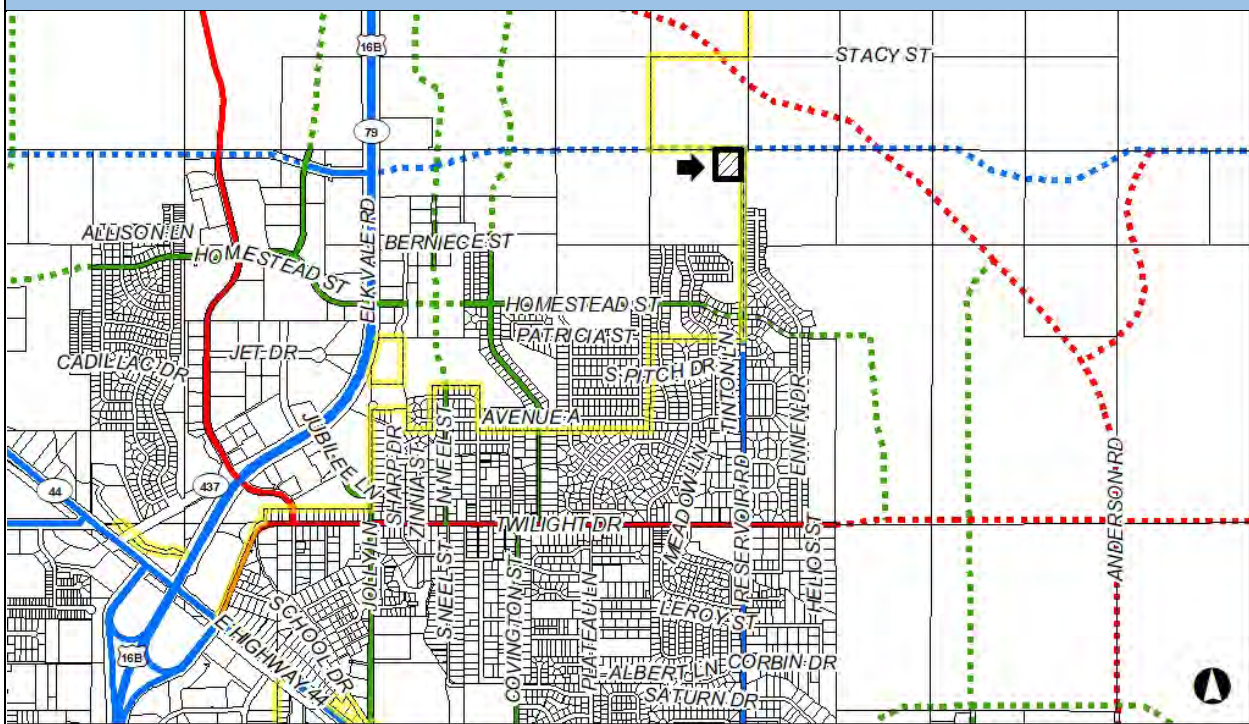 16B
STACY ST
79
ELK VALE RD
ALLISON LN
HOMESTEAD ST
BERNIECE ST
HOMESTEAD ST
PATRICIA ST
JET DR
CADILLAC DR
S PITCH DR
TINTON LN
ENNEN DR
AVENUE A
JUBILEE LN
SHARP DR
ZINNIA ST
N NEEL ST
MEADOW LN
RESERVOIR RD
ANDERSON RD
437
44
TWILIGHT DR
HELIOS ST
JOLLY LN
S NEEL ST
COVINGTON ST
PLATEAU LN
LEROY ST
SCHOOL DR
E HIGHWAY 44
16B
ALBERT LN
CORBIN DR
SATURN DR